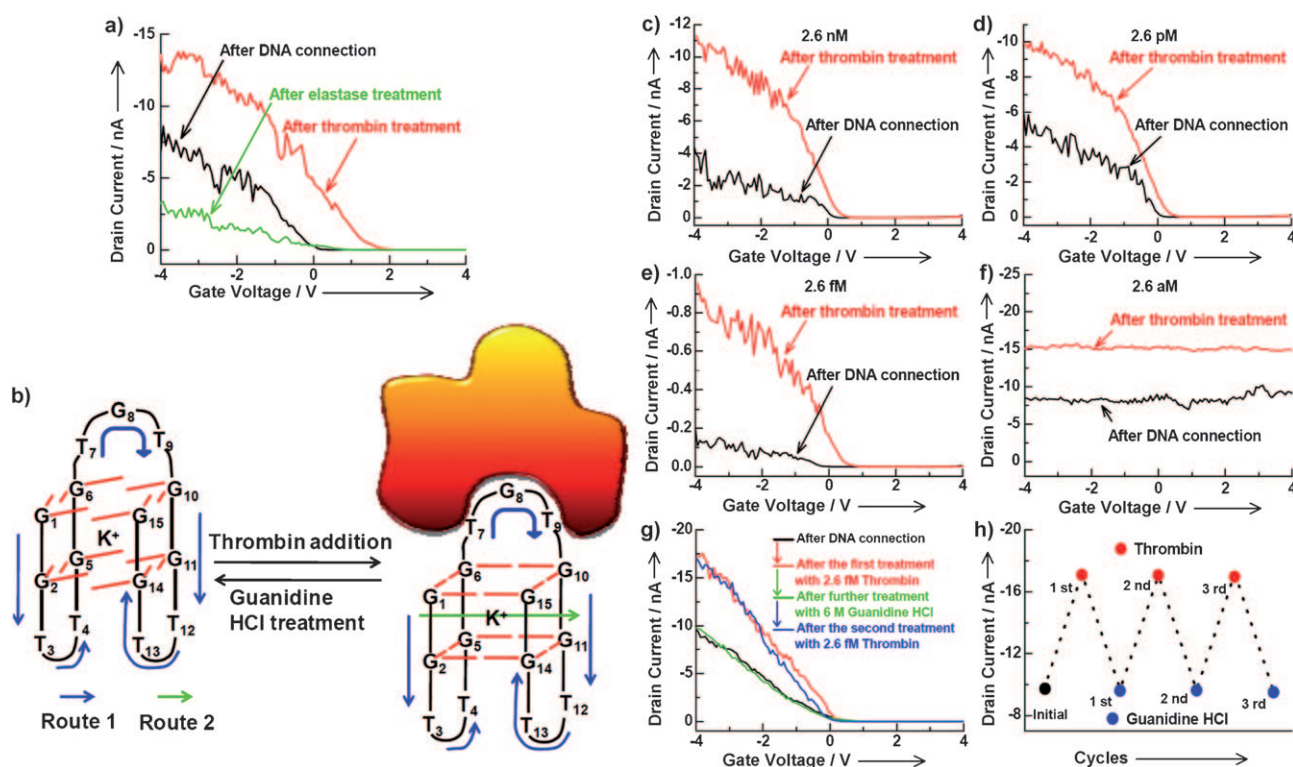 a)
-15
-10
-5
0
Drain Current / nA
After DNA connection
After elastase treatment
After thrombin treatment
-4 -2 0 2 4
Gate Voltage / V
b)
G8
T7 T9
G6 G10
G1 G15
K+
G5 G11
G2 G14
T4 T12
T3 T13
Route 1 Route 2
Thrombin addition
Guanidine
HCl treatment
G8
T7 T9
G6 G10
G1 G15
K+
G5 G11
G2 G14
T4 T12
T3 T13
c)
2.6 nM
-12
-10
-8
-6
-4
-2
0
Drain Current / nA
After thrombin treatment
After DNA connection
-4 -2 0 2 4
Gate Voltage / V
d)
2.6 pM
-10
-8
-6
-4
-2
0
Drain Current / nA
After thrombin treatment
After DNA connection
-4 -2 0 2 4
Gate Voltage / V
e)
2.6 fM
-1.0
-0.8
-0.6
-0.4
-0.2
0.0
Drain Current / nA
After thrombin treatment
After DNA connection
-4 -2 0 2 4
Gate Voltage / V
f)
2.6 aM
-25
-20
-15
-10
-5
0
Drain Current / nA
After thrombin treatment
After DNA connection
-4 -2 0 2 4
Gate Voltage / V
g)
-20
-15
-10
-5
0
Drain Current / nA
After DNA connection
After the first treatment
with 2.6 fM Thrombin
After further treatment
with 6 M Guanidine HCl
After the second treatment
with 2.6 fM Thrombin
-4 -2 0 2 4
Gate Voltage / V
h)
-20
-16
-12
-8
Drain Current / nA
Thrombin
1 st 2 nd 3 rd
Initial
1 st 2 nd 3 rd
Guanidine HCl
Cycles